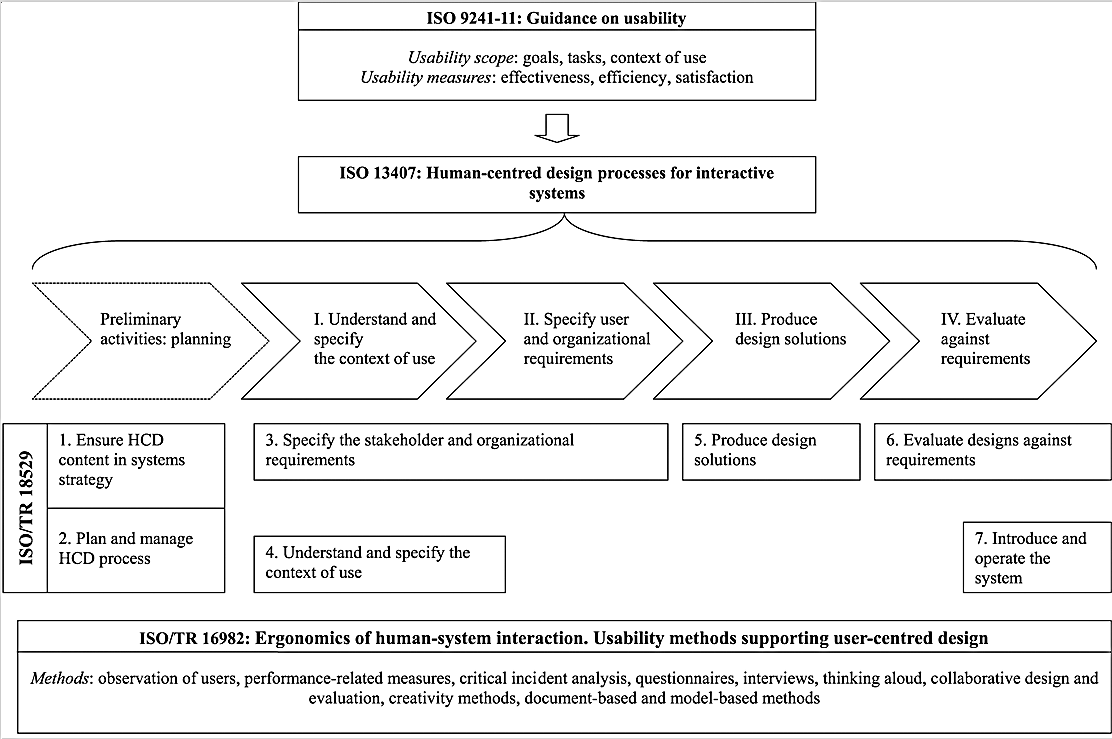 ISO 9241-11: Guidance on usability
Usability scope: goals, tasks, context of use
Usability measures: effectiveness, efficiency, satisfaction
ISO 13407: Human-centred design processes for interactive
systems
Preliminary
activities: planning
I. Understand and
specify
the context of use
II. Specify user
and organizational
requirements
III. Produce
design solutions
IV. Evaluate
against
requirements
ISO/TR 18529
1. Ensure HCD
content in systems
strategy
2. Plan and manage
HCD process
3. Specify the stakeholder and organizational
requirements
4. Understand and specify the
context of use
5. Produce design
solutions
6. Evaluate designs against
requirements
7. Introduce and
operate the
system
ISO/TR 16982: Ergonomics of human-system interaction. Usability methods supporting user-centred design
Methods: observation of users, performance-related measures, critical incident analysis, questionnaires, interviews, thinking aloud, collaborative design and
evaluation, creativity methods, document-based and model-based methods